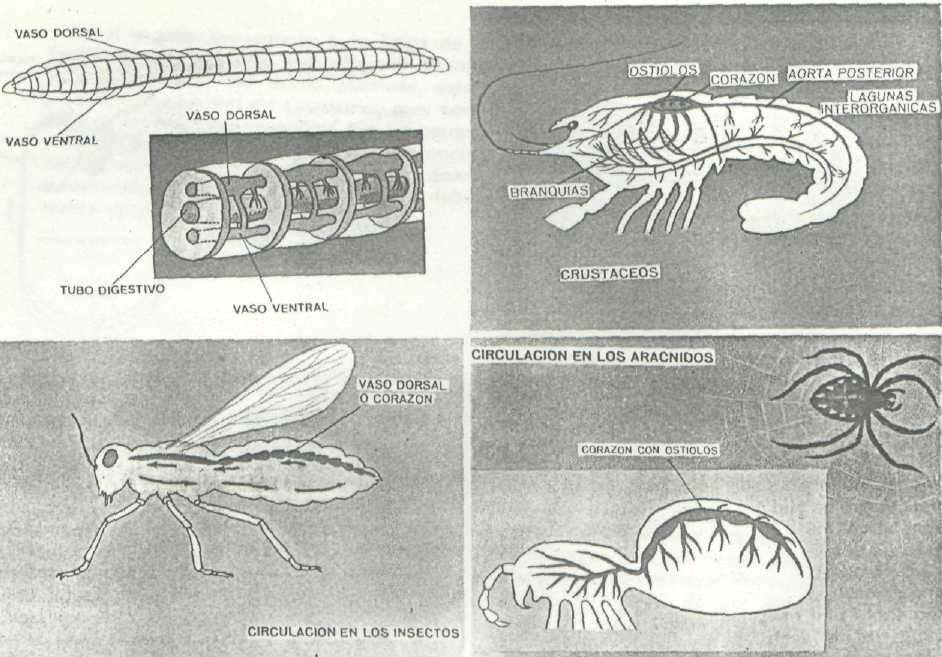 VASO DORSAL
VASO VENTRAL
VASO DORSAL
TUBO DIGESTIVO
VASO VENTRAL
OSTIOLOS
CORAZON
AORTA POSTERIOR
LAGUNAS
INTERORGANICAS
BRANQUIAS
CRUSTACEOS
VASO DORSAL
O CORAZON
CIRCULACION EN LOS INSECTOS
CIRCULACION EN LOS ARACNIDOS
CORAZON CON OSTIOLOS